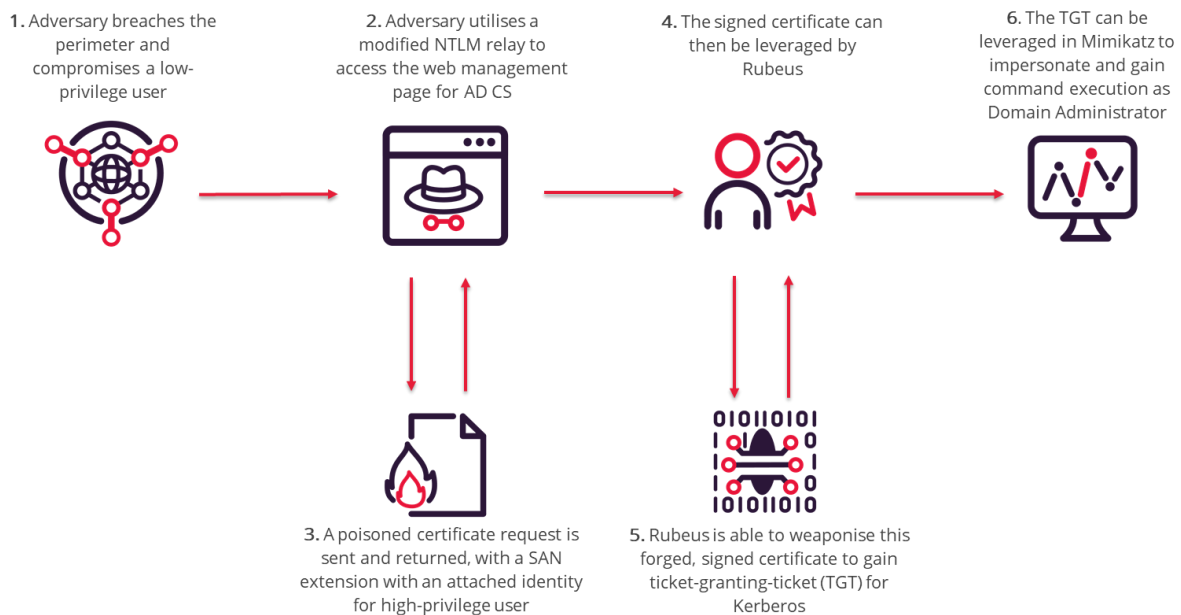 1. Adversary breaches the
perimeter and
compromises a low-
privilege user
2. Adversary utilises a
modified NTLM relay to
access the web management
page for AD CS
4. The signed certificate can
then be leveraged by
Rubeus
6. The TGT can be
leveraged in Mimikatz to
impersonate and gain
command execution as
Domain Administrator
3. A poisoned certificate request is
sent and returned, with a SAN
extension with an attached identity
for high-privilege user
010110101
0
01011010
5. Rubeus is able to weaponise this
forged, signed certificate to gain
ticket-granting-ticket (TGT) for
Kerberos